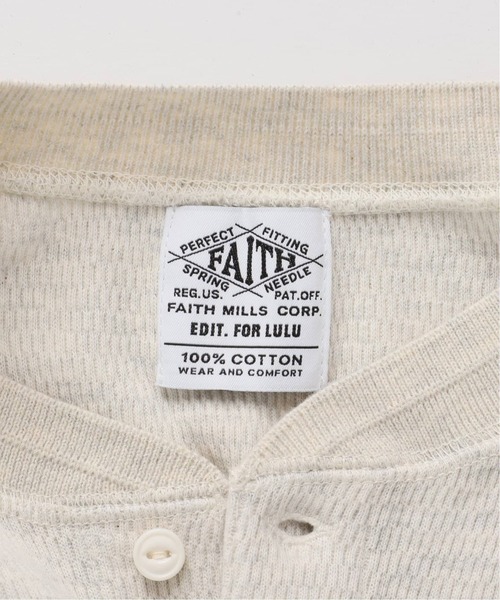 PERFECT FITTING
FAITH
SPRING NEEDLE
REG.US. PAT.OFF.
FAITH MILLS CORP.
EDIT. FOR LULU
100% COTTON
WEAR AND COMFORT